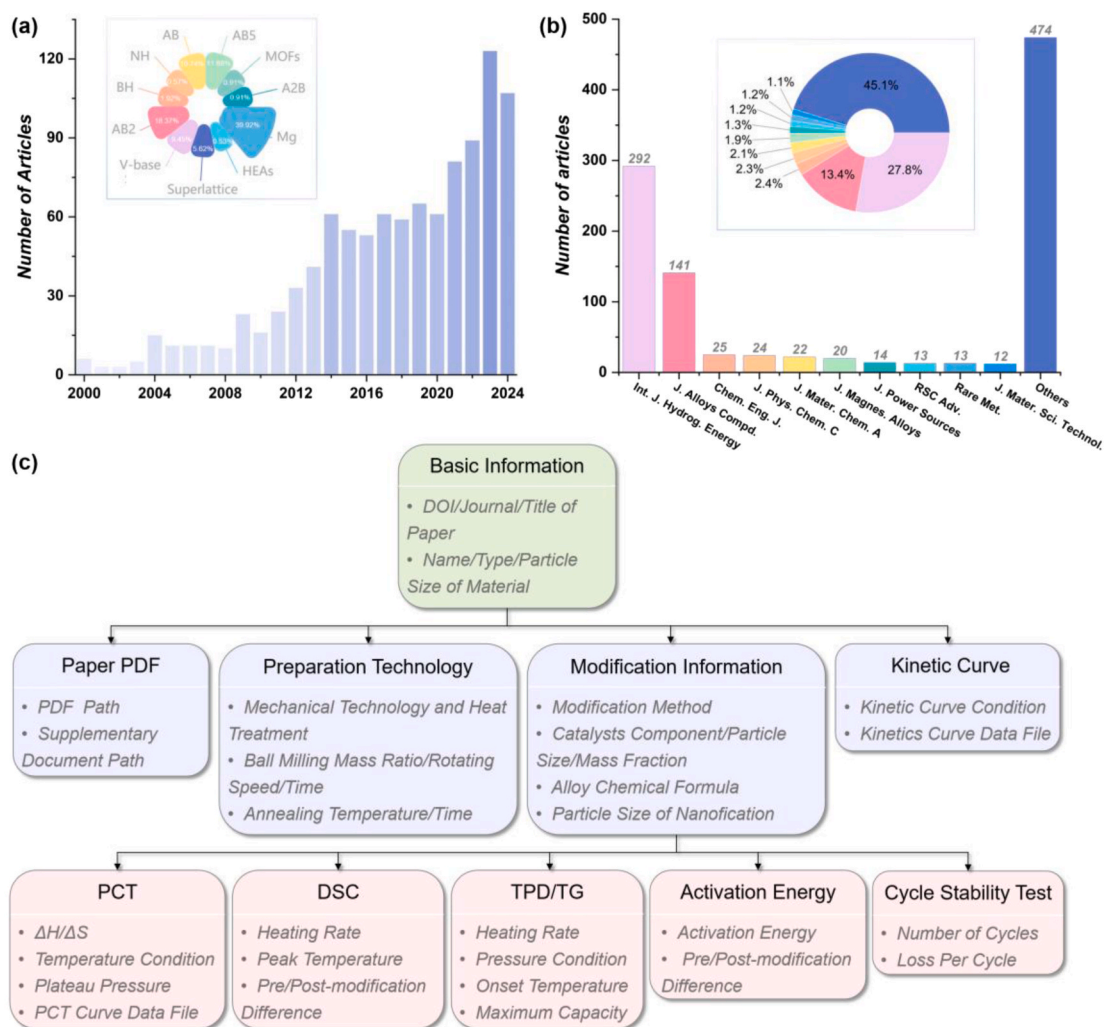 (a)
Number of Articles
120
90
60
30
0
2000
2004
2008
2012
2016
2020
2024
AB
AB5
NH
MOFs
BH
A2B
AB2
Mg
V-base
HEAs
Superlattice
5.62%
(b)
Number of articles
500
400
300
200
100
0
292
141
25
24
22
20
14
13
13
12
474
Int. J. Hydrog. Energy
J. Alloys Compd.
Chem. Eng. J.
J. Phys. Chem. C
J. Mater. Chem. A
J. Magnes. Alloys
J. Power Sources
RSC Adv.
Rare Met.
J. Mater. Sci. Technol.
Others
1.1%
1.2%
1.2%
1.3%
1.9%
2.1%
2.3%
2.4%
45.1%
13.4%
27.8%
(c)
Basic Information
• DOI/Journal/Title of
Paper
• Name/Type/Particle
Size of Material
Paper PDF
• PDF Path
• Supplementary
Document Path
Preparation Technology
• Mechanical Technology and Heat
Treatment
• Ball Milling Mass Ratio/Rotating
Speed/Time
• Annealing Temperature/Time
Modification Information
• Modification Method
• Catalysts Component/Particle
Size/Mass Fraction
• Alloy Chemical Formula
• Particle Size of Nanofication
Kinetic Curve
• Kinetic Curve Condition
• Kinetics Curve Data File
PCT
• ΔH/ΔS
• Temperature Condition
• Plateau Pressure
• PCT Curve Data File
DSC
• Heating Rate
• Peak Temperature
• Pre/Post-modification
Difference
TPD/TG
• Heating Rate
• Pressure Condition
• Onset Temperature
• Maximum Capacity
Activation Energy
• Activation Energy
• Pre/Post-modification
Difference
Cycle Stability Test
• Number of Cycles
• Loss Per Cycle